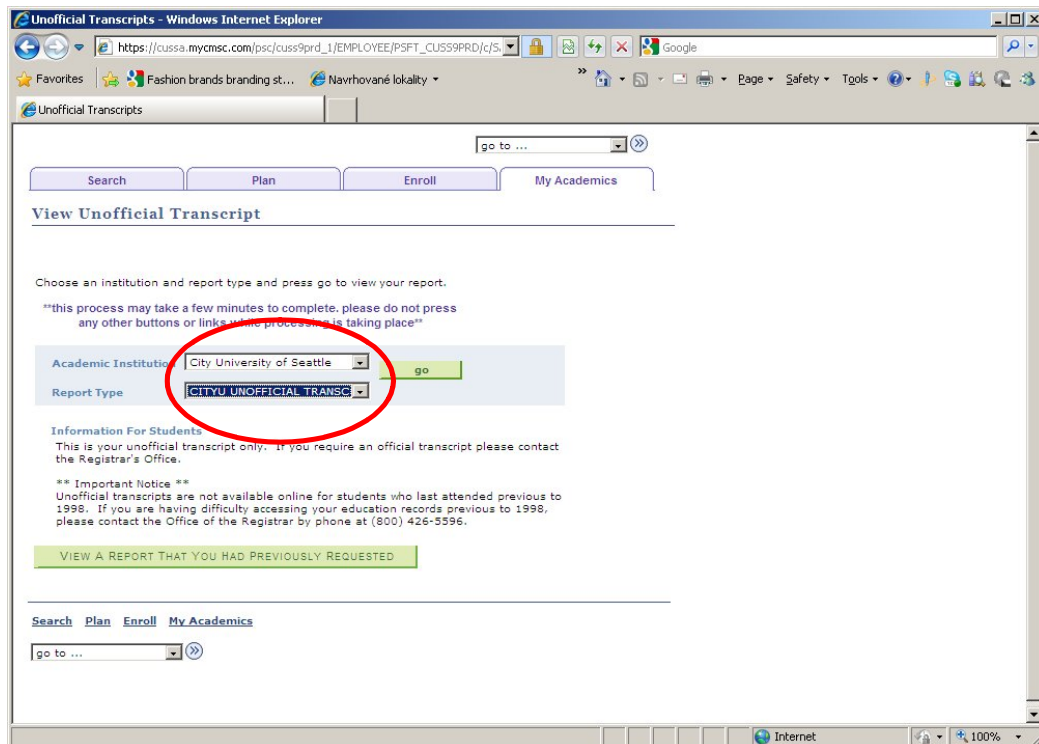 Unofficial Transcripts - Windows Internet Explorer
https://cussa.mycmsc.com/psc/cuss9prd_1/EMPLOYEE/PSFT_CUSS9PRD/c/S.
Google
Favorites Fashion brands branding st... Navrhované lokality » Page Safety Tools
Unofficial Transcripts
go to ...
Search Plan Enroll My Academics
View Unofficial Transcript
Choose an institution and report type and press go to view your report.
**this process may take a few minutes to complete. please do not press
any other buttons or links while processing is taking place**
Academic Institution City University of Seattle go
Report Type CITYU UNOFFICIAL TRANSC
Information For Students
This is your unofficial transcript only. If you require an official transcript please contact
the Registrar's Office.
** Important Notice **
Unofficial transcripts are not available online for students who last attended previous to
1998. If you are having difficulty accessing your education records previous to 1998,
please contact the Office of the Registrar by phone at (800) 426-5596.
VIEW A REPORT THAT YOU HAD PREVIOUSLY REQUESTED
Search Plan Enroll My Academics
go to ...
Internet 100%